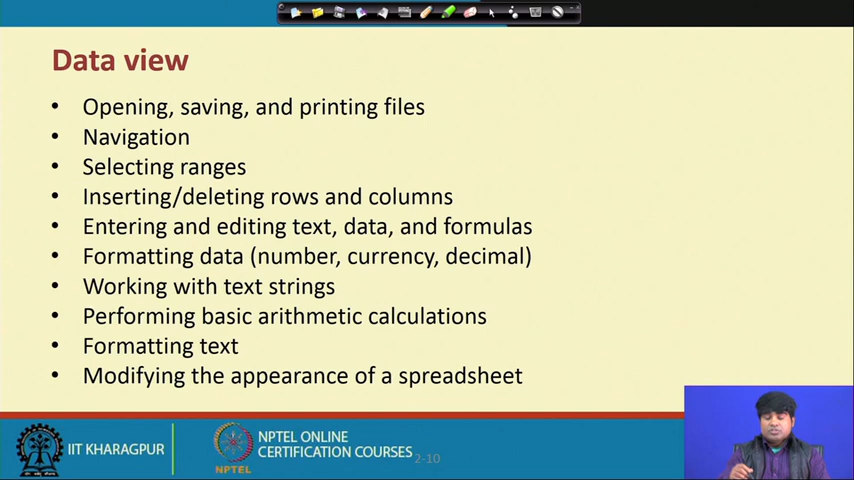 Data view
• Opening, saving, and printing files
• Navigation
• Selecting ranges
• Inserting/deleting rows and columns
• Entering and editing text, data, and formulas
• Formatting data (number, currency, decimal)
• Working with text strings
• Performing basic arithmetic calculations
• Formatting text
• Modifying the appearance of a spreadsheet
IIT KHARAGPUR
NPTEL
NPTEL ONLINE
CERTIFICATION COURSES
2-10